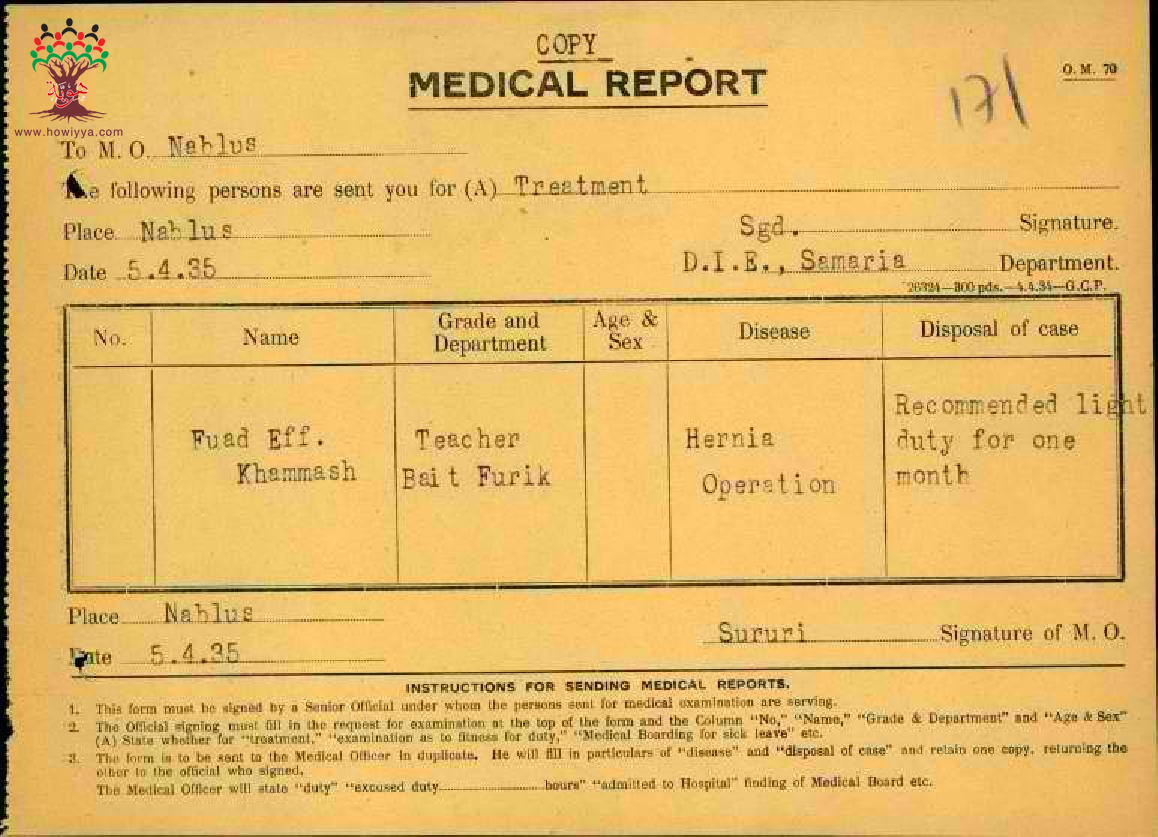 COPY
MEDICAL REPORT
O. M. 70
171
www.howiyya.com
To M. O. Nablus
The following persons are sent you for (A) Treatment
Place Nablus
Sgd. Signature.
Date 5.4.35
D.I.E., Samaria Department.
26324—800 pds.—4.4.34—G.C.P.
No. Name Grade and Department Age & Sex Disease Disposal of case
Fuad Eff.
Khammash
Teacher
Bait Furik
Hernia
Operation
Recommended light
duty for one
month
Place Nablus
Sururi Signature of M. O.
Date 5.4.35
INSTRUCTIONS FOR SENDING MEDICAL REPORTS.
1. This form must be signed by a Senior Official under whom the persons sent for medical examination are serving.
2. The Official signing must fill in the request for examination at the top of the form and the Column "No," "Name," "Grade & Department" and "Age & Sex"
(A) State whether for "treatment," "examination as to fitness for duty," "Medical Boarding for sick leave" etc.
3. The form is to be sent to the Medical Officer in duplicate. He will fill in particulars of "disease" and "disposal of case" and retain one copy, returning the
other to the official who signed.
The Medical Officer will state "duty" "excused duty hours" "admitted to Hospital" finding of Medical Board etc.